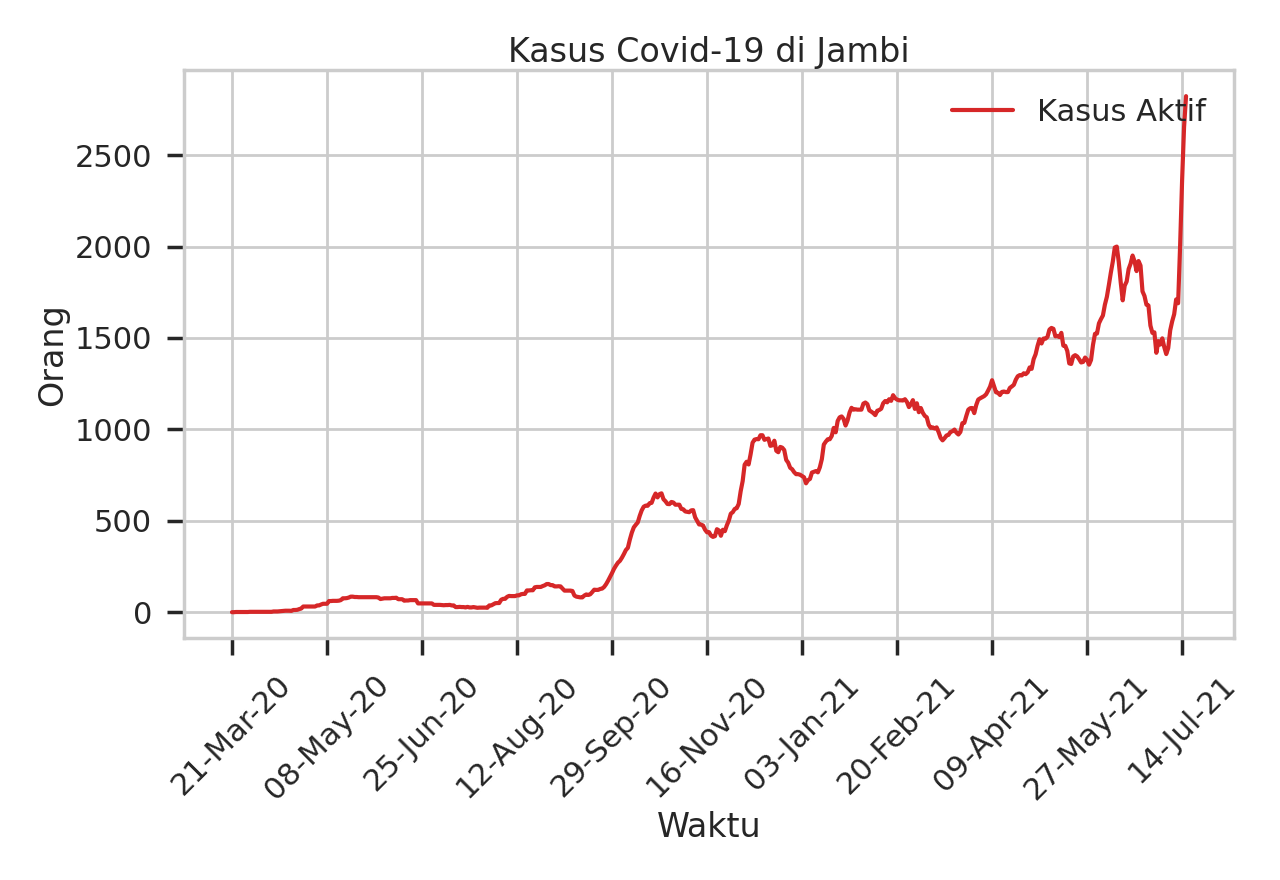 Kasus Covid-19 di Jambi
Kasus Aktif
Orang
2500
2000
1500
1000
500
0
21-Mar-20
08-May-20
25-Jun-20
12-Aug-20
29-Sep-20
16-Nov-20
03-Jan-21
20-Feb-21
09-Apr-21
27-May-21
14-Jul-21
Waktu